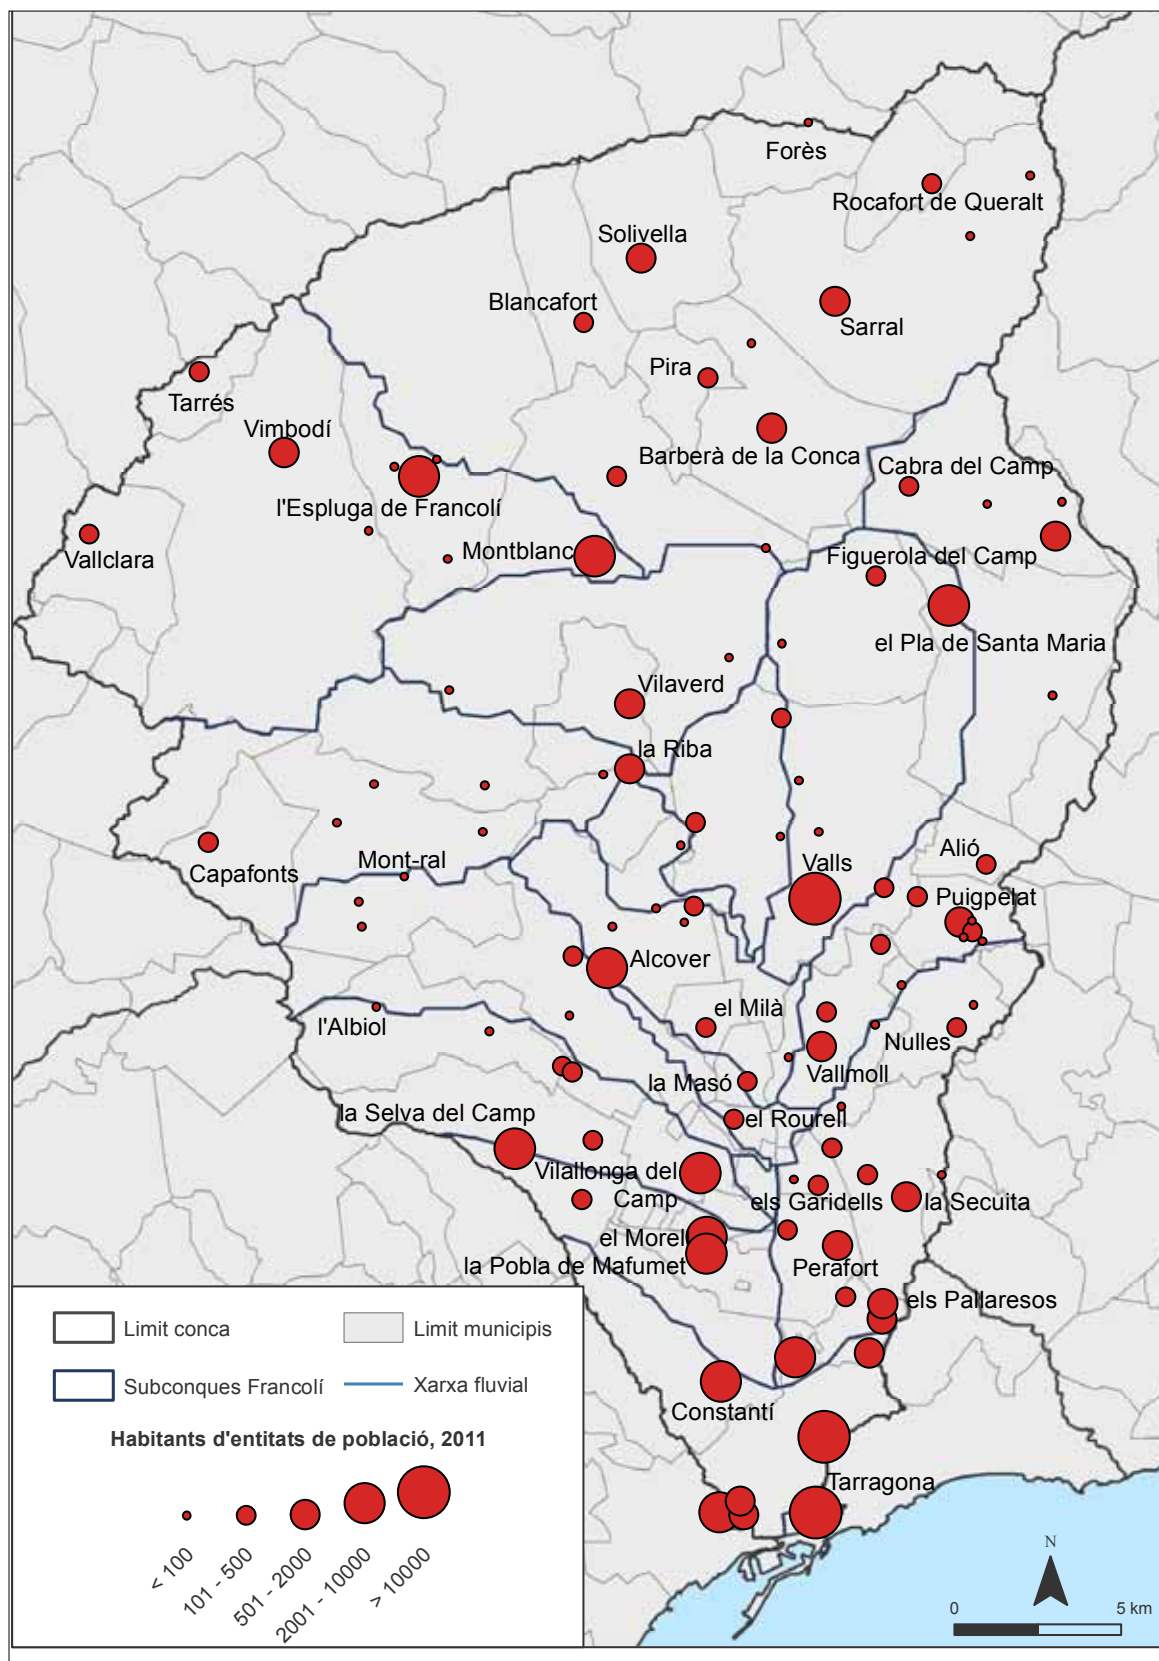 Forès
Rocafort de Queralt
Solivella
Blancafort
Sarral
Pira
Tarrés
Vimbodí
Barberà de la Conca
Cabra del Camp
l'Espluga de Francolí
Vallclara
Montblanc
Figuerola del Camp
el Pla de Santa Maria
Vilaverd
la Riba
Capafonts
Mont-ral
Valls
Alió
Puigpelat
Alcover
l'Albiol
el Milà
Nulles
Vallmoll
la Masó
la Selva del Camp
el Rourell
Vilallonga del
Camp
els Garidells
la Secuita
el Morell
la Pobla de Mafumet
Perafort
els Pallaresos
Constantí
Tarragona
Limit conca
Limit municipis
Subconques Francolí
Xarxa fluvial
Habitants d'entitats de població, 2011
< 100
101 - 500
501 - 2000
2001 - 10000
> 10000
N
0
5 km